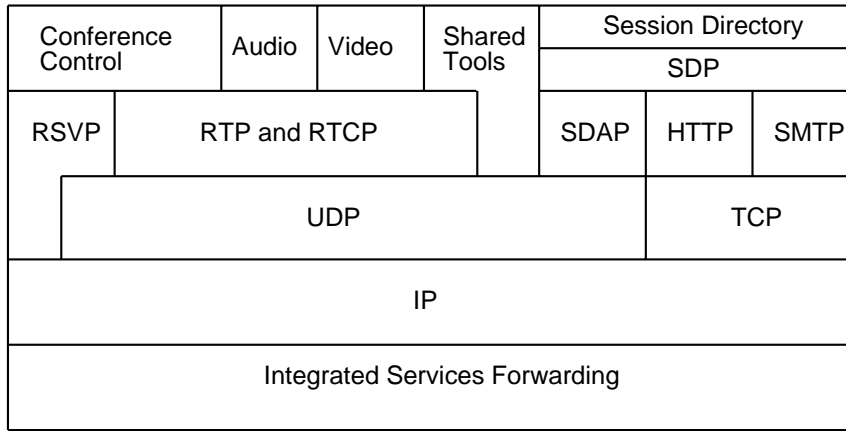 Conference
Control
Audio
Video
Shared
Tools
Session Directory
SDP
RSVP
RTP and RTCP
SDAP
HTTP
SMTP
UDP
TCP
IP
Integrated Services Forwarding